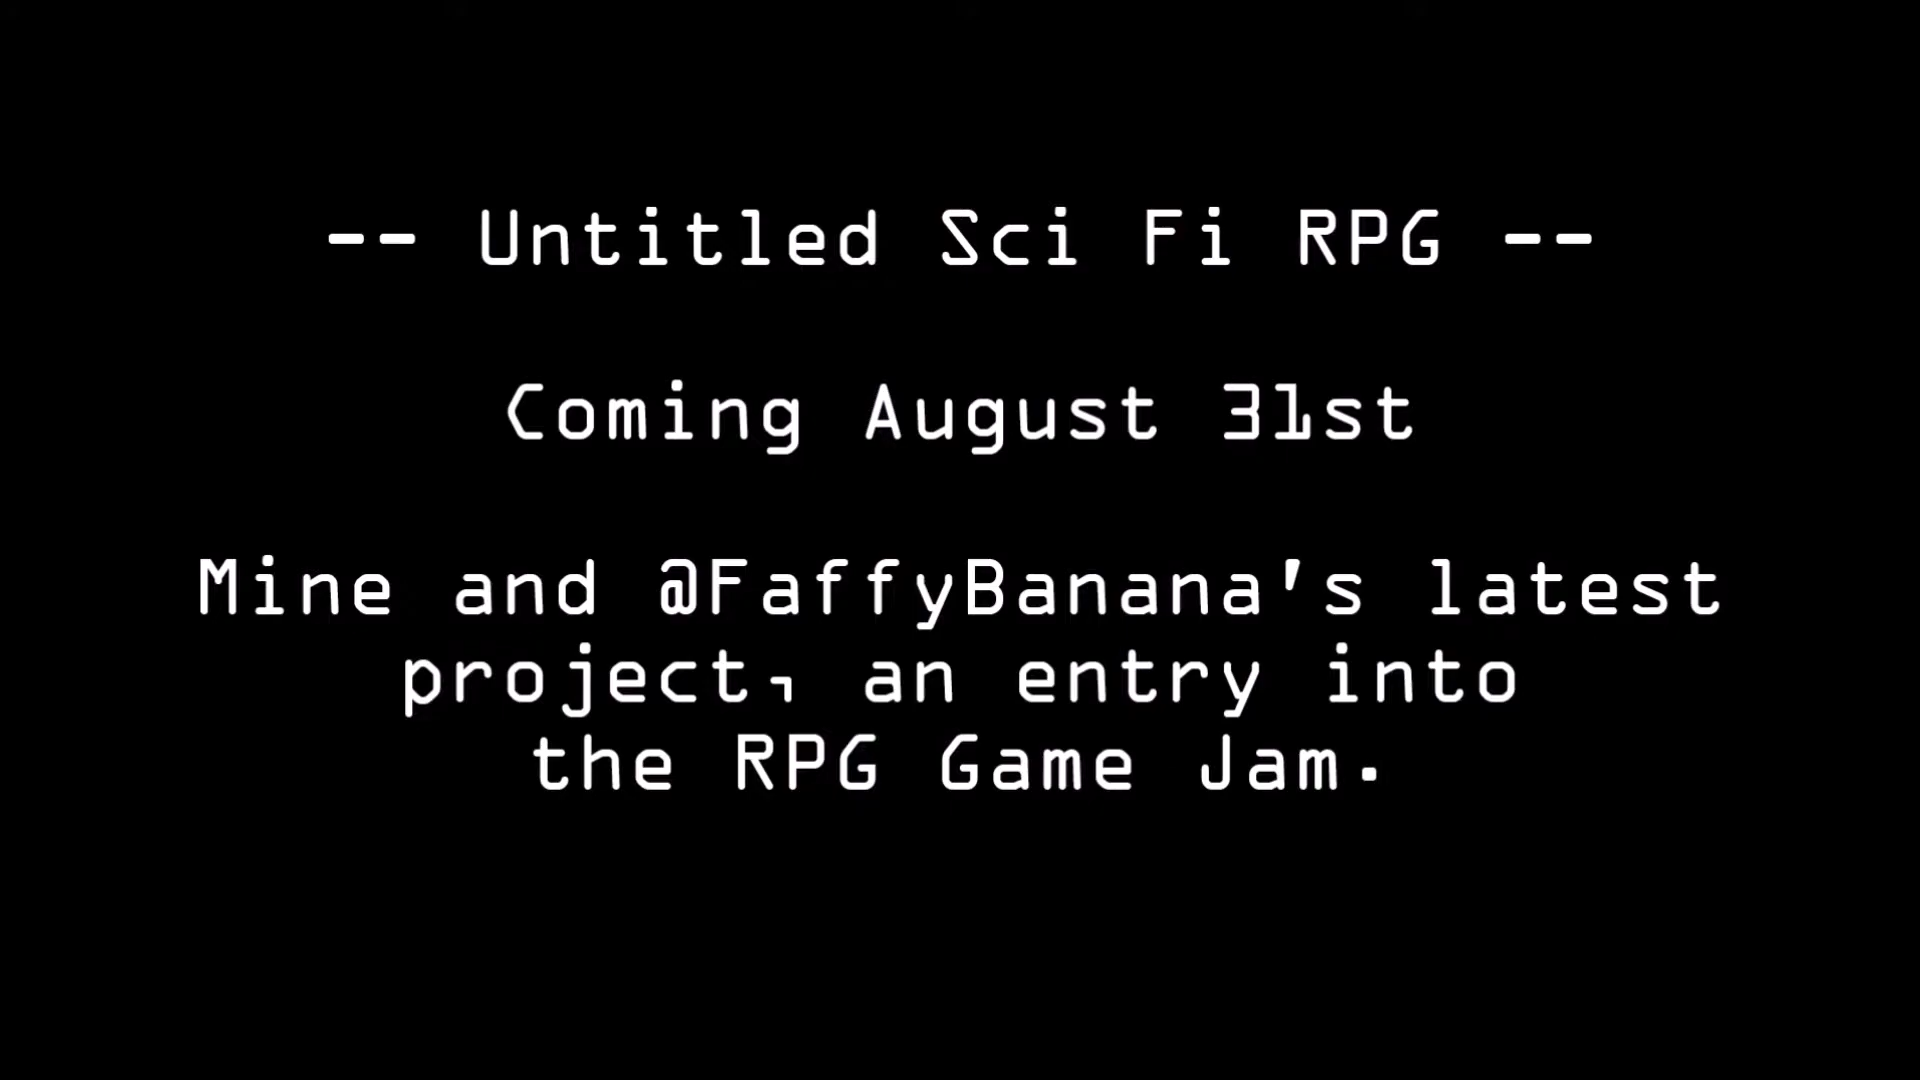 -- Untitled Sci Fi RPG --
Coming August 31st
Mine and @FaffyBanana's latest
project, an entry into
the RPG Game Jam.